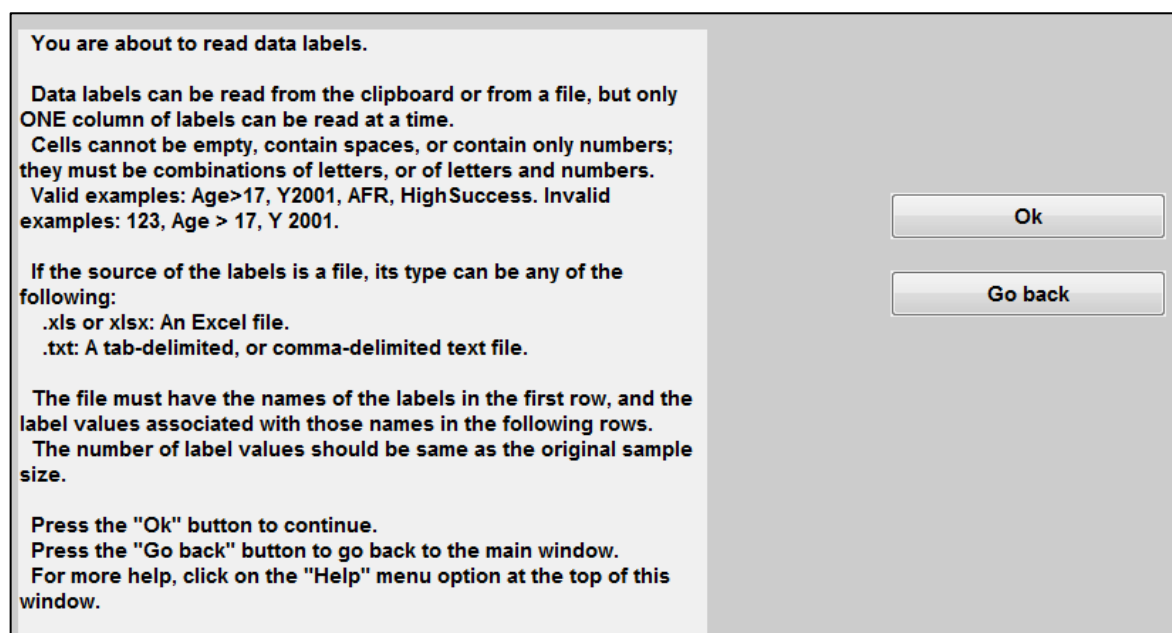 You are about to read data labels.
Data labels can be read from the clipboard or from a file, but only
ONE column of labels can be read at a time.
Cells cannot be empty, contain spaces, or contain only numbers;
they must be combinations of letters, or of letters and numbers.
Valid examples: Age>17, Y2001, AFR, HighSuccess. Invalid
examples: 123, Age > 17, Y 2001.
If the source of the labels is a file, its type can be any of the
following:
.xls or xlsx: An Excel file.
.txt: A tab-delimited, or comma-delimited text file.
The file must have the names of the labels in the first row, and the
label values associated with those names in the following rows.
The number of label values should be same as the original sample
size.
Press the "Ok" button to continue.
Press the "Go back" button to go back to the main window.
For more help, click on the "Help" menu option at the top of this
window.
Ok
Go back